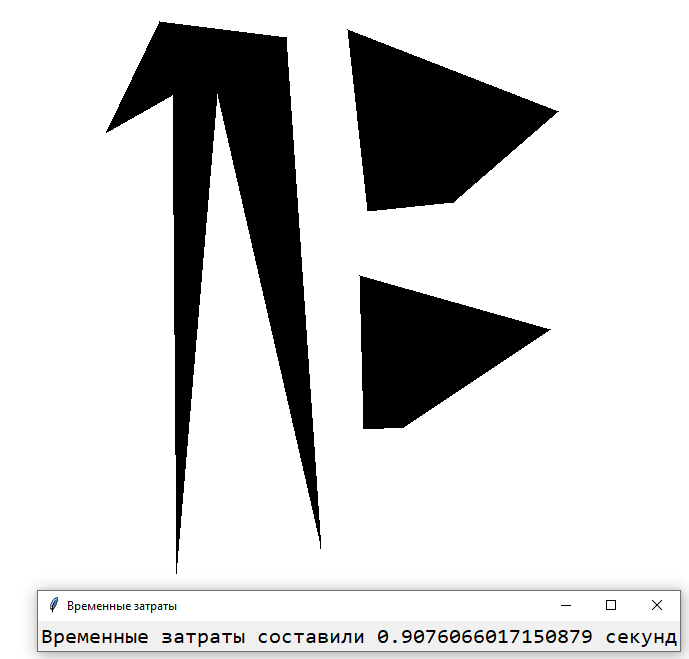 Временные затраты
Временные затраты составили 0.9076066017150879 секунд